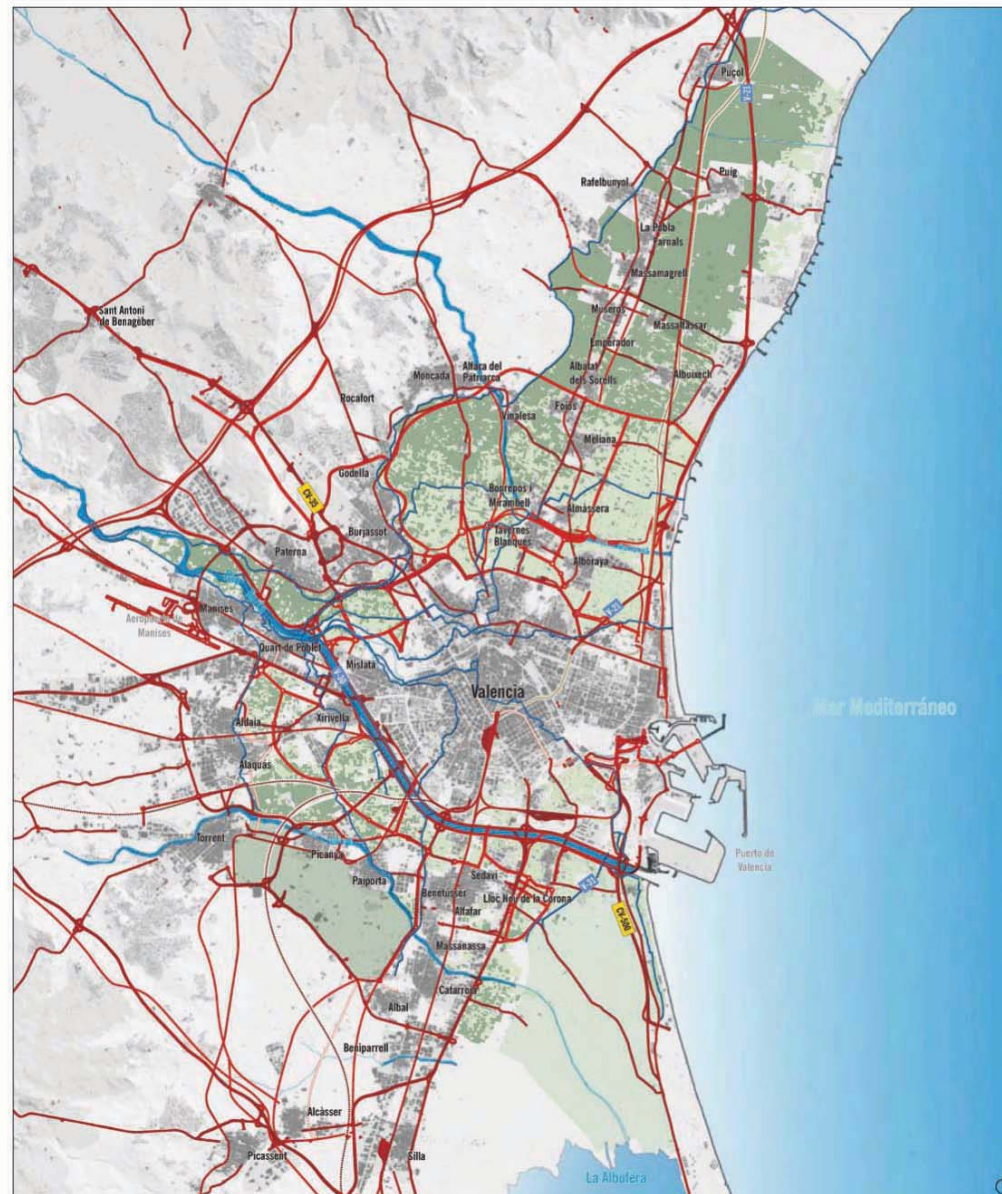 Puçol
V-21
Puig
Rafelbunyol
La Pobla
Farnals
Massamagrell
Museros
Massalfassar
Emperador
Sant Antoni
de Benagéber
Albalat
dels Sorells
Albuixech
Alfara del
Patriarca
Moncada
Rocafort
Vinalesa
Foios
Meliana
Godella
CV-35
Bonrepòs i
Mirambell
Almàssera
Burjassot
Tavernes
Blanques
Paterna
Alboraya
Manises
Aeropuerto de
Manises
V-21
Quart de Poblet
Mislata
V-30
Valencia
Mar Mediterráneo
Aldaia
Xirivella
Alaquàs
Torrent
Picanya
Paiporta
Sedaví
Benetússer
Lloc Nou de la Corona
Alfafar
V-31
CV-500
Puerto de
Valencia
Massanassa
Catarroja
Albal
Beniparrell
Alcàsser
Picassent
Silla
La Albufera